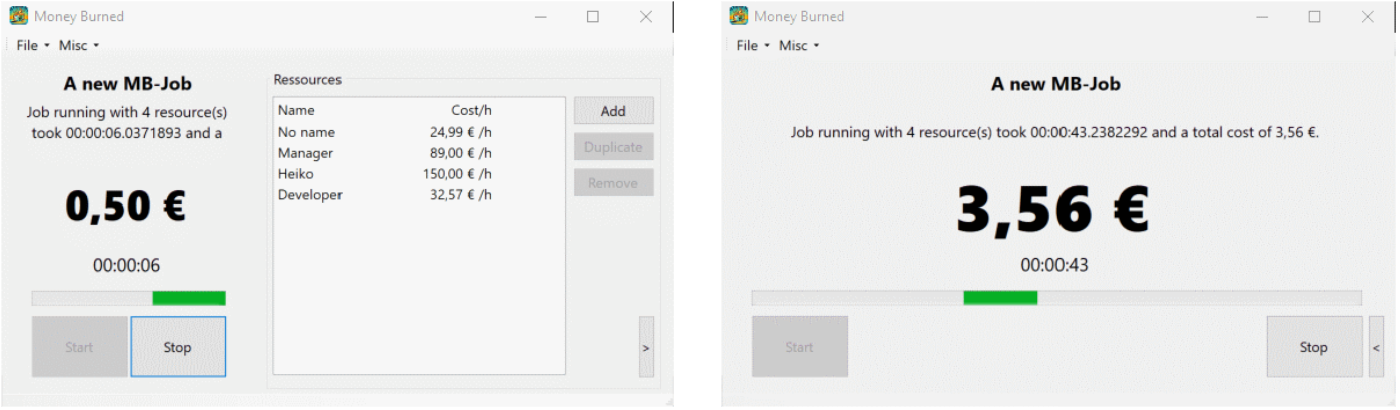 Money Burned
File Misc
A new MB-Job
Job running with 4 resource(s)
took 00:00:06.0371893 and a
0,50 €
00:00:06
Start Stop
Ressources
Name Cost/h
No name 24,99 € /h
Manager 89,00 € /h
Heiko 150,00 € /h
Developer 32,57 € /h
Add
Duplicate
Remove
>
Money Burned
File Misc
A new MB-Job
Job running with 4 resource(s) took 00:00:43.2382292 and a total cost of 3,56 €.
3,56 €
00:00:43
Start Stop <